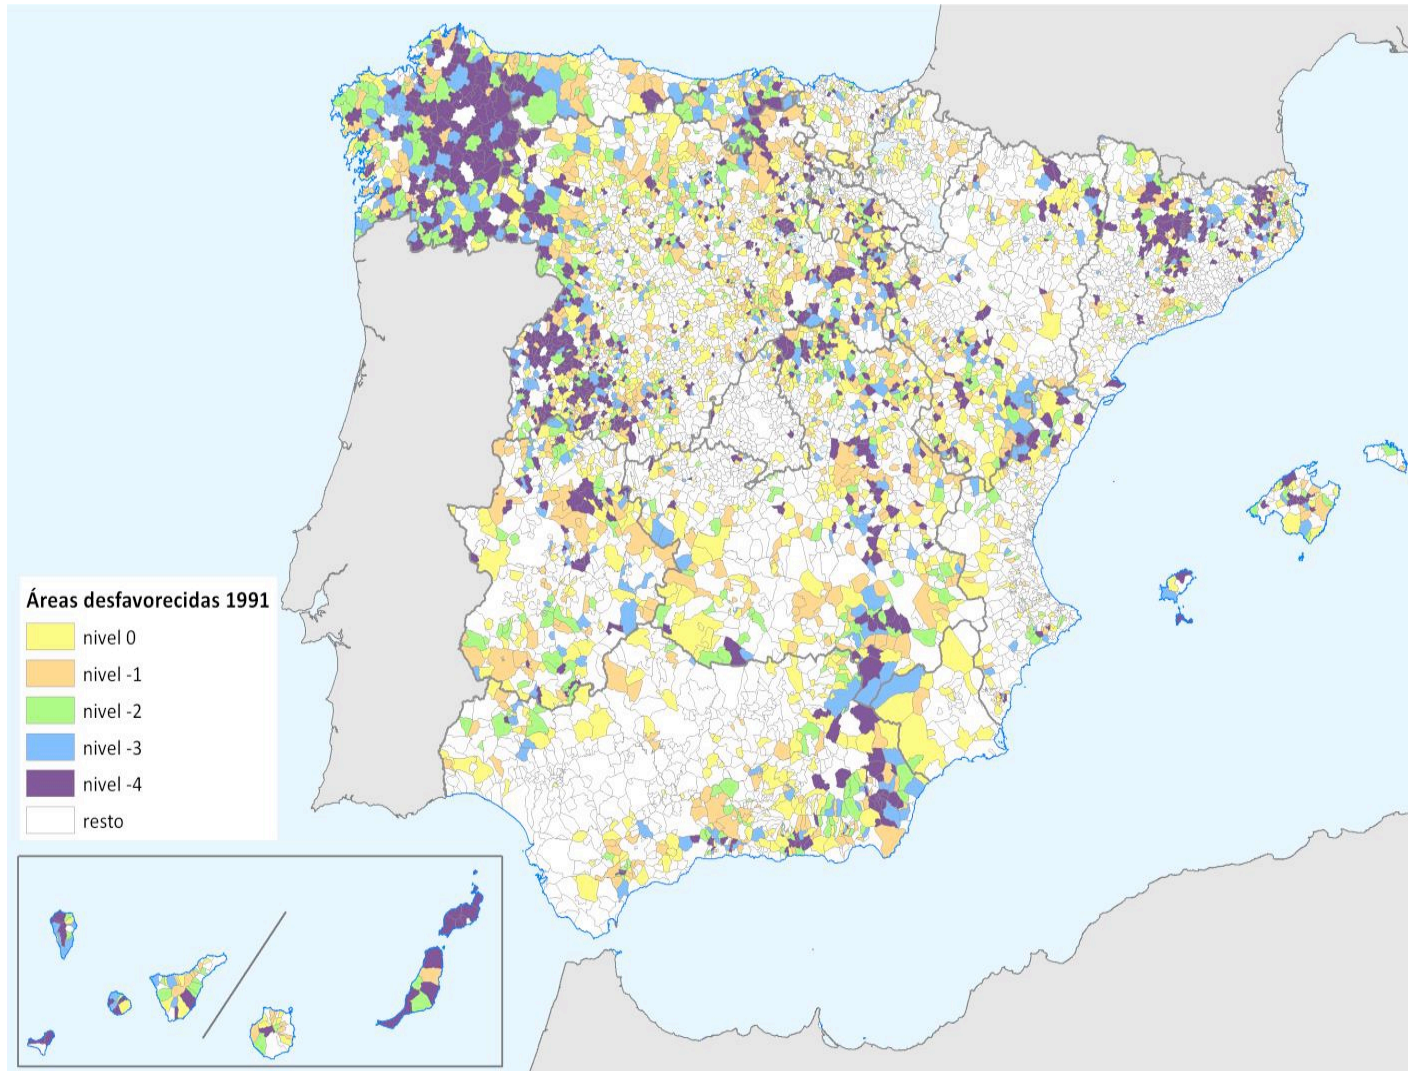 Áreas desfavorecidas 1991
nivel 0
nivel -1
nivel -2
nivel -3
nivel -4
resto